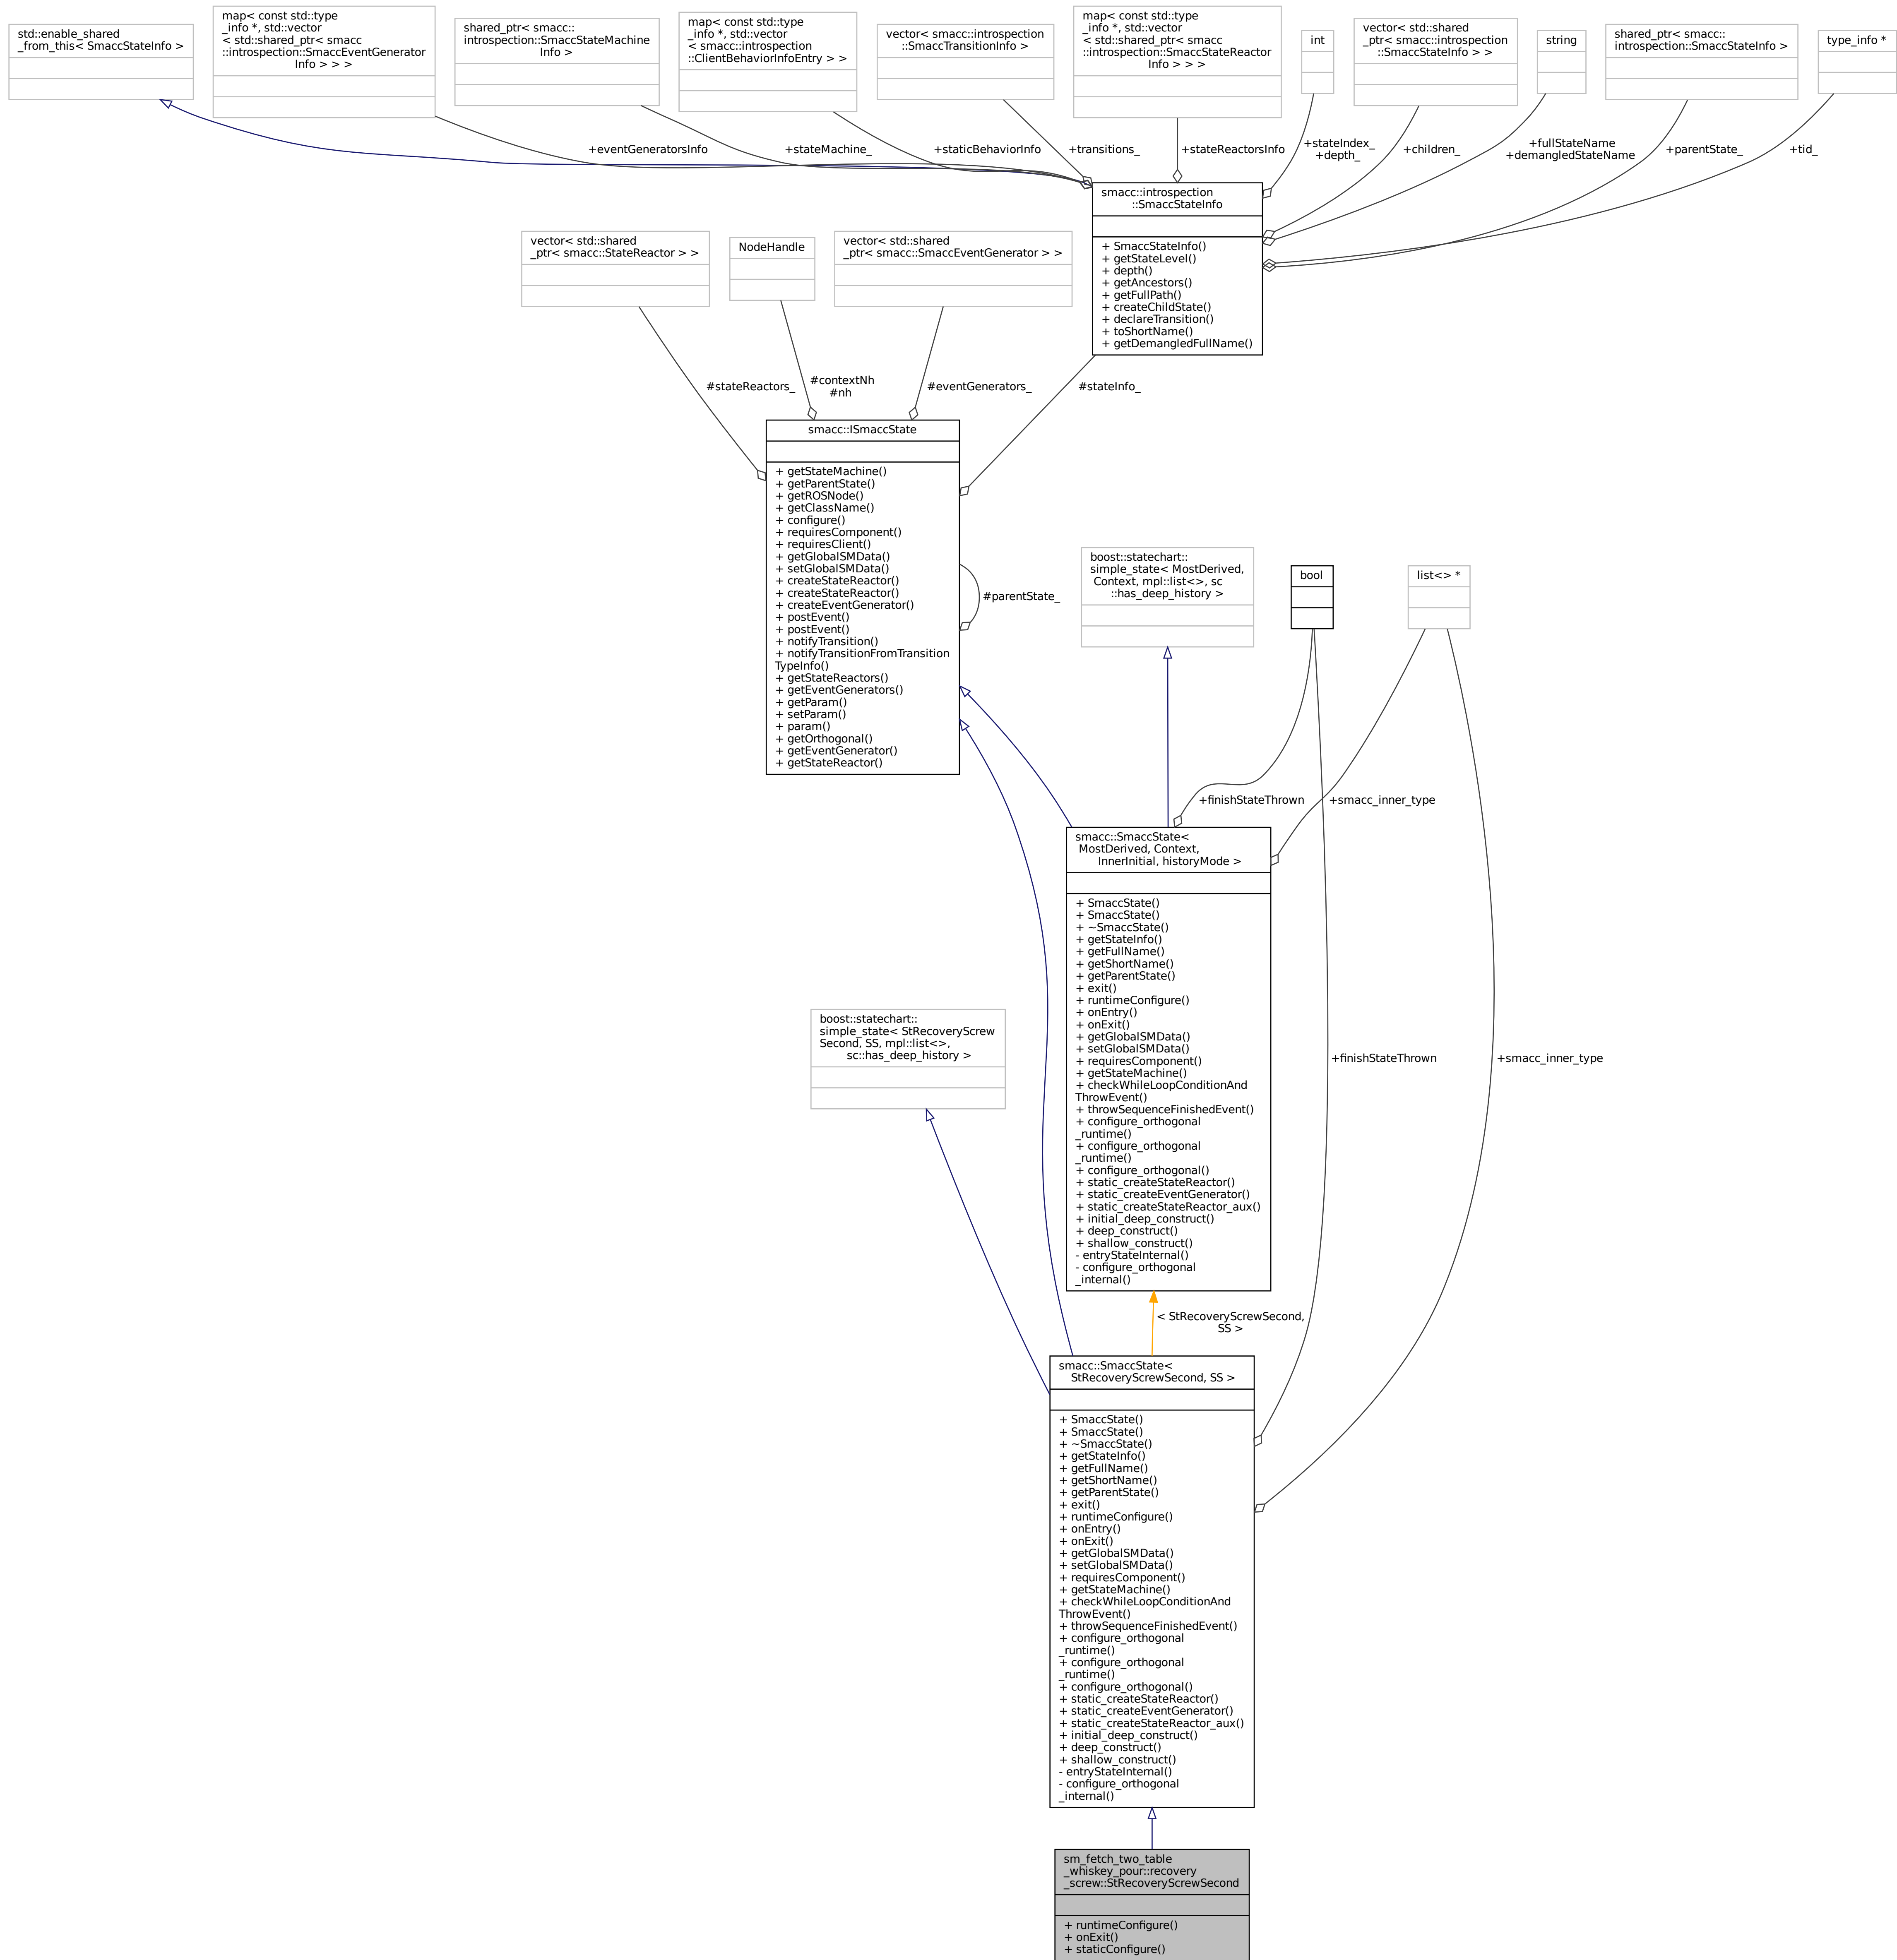 std::enable_shared
_from_this< SmaccStateInfo >
map< const std::type
_info *, std::vector
< std::shared_ptr< smacc
::introspection::SmaccEventGenerator
Info > > >
shared_ptr< smacc::
introspection::SmaccStateMachine
Info >
map< const std::type
_info *, std::vector
< smacc::introspection
::ClientBehaviorInfoEntry > >
vector< smacc::introspection
::SmaccTransitionInfo >
map< const std::type
_info *, std::vector
< std::shared_ptr< smacc
::introspection::SmaccStateReactor
Info > > >
int
vector< std::shared
_ptr< smacc::introspection
::SmaccStateInfo > >
string
shared_ptr< smacc::
introspection::SmaccStateInfo >
type_info *
+eventGeneratorsInfo
+stateMachine_
+staticBehaviorInfo
+transitions_
+stateReactorsInfo
+stateIndex_
+depth_
+children_
+fullStateName
+demangledStateName
+parentState_
+tid_
smacc::introspection
::SmaccStateInfo
+ SmaccStateInfo()
+ getStateLevel()
+ depth()
+ getAncestors()
+ getFullPath()
+ createChildState()
+ declareTransition()
+ toShortName()
+ getDemangledFullName()
vector< std::shared
_ptr< smacc::StateReactor > >
NodeHandle
vector< std::shared
_ptr< smacc::SmaccEventGenerator > >
#stateReactors_
#contextNh
#nh
#eventGenerators_
#stateInfo_
smacc::ISmaccState
+ getStateMachine()
+ getParentState()
+ getROSNode()
+ getClassName()
+ configure()
+ requiresComponent()
+ requiresClient()
+ getGlobalSMData()
+ setGlobalSMData()
+ createStateReactor()
+ createStateReactor()
+ createEventGenerator()
+ postEvent()
+ postEvent()
+ notifyTransition()
+ notifyTransitionFromTransition
TypeInfo()
+ getStateReactors()
+ getEventGenerators()
+ getParam()
+ setParam()
+ param()
+ getOrthogonal()
+ getEventGenerator()
+ getStateReactor()
#parentState_
boost::statechart::
simple_state< MostDerived,
Context, mpl::list<>, sc
::has_deep_history >
bool
list<> *
+finishStateThrown
+smacc_inner_type
smacc::SmaccState<
MostDerived, Context,
InnerInitial, historyMode >
+ SmaccState()
+ SmaccState()
+ ~SmaccState()
+ getStateInfo()
+ getFullName()
+ getShortName()
+ getParentState()
+ exit()
+ runtimeConfigure()
+ onEntry()
+ onExit()
+ getGlobalSMData()
+ setGlobalSMData()
+ requiresComponent()
+ getStateMachine()
+ checkWhileLoopConditionAnd
ThrowEvent()
+ throwSequenceFinishedEvent()
+ configure_orthogonal
_runtime()
+ configure_orthogonal
_runtime()
+ configure_orthogonal()
+ static_createStateReactor()
+ static_createEventGenerator()
+ static_createStateReactor_aux()
+ initial_deep_construct()
+ deep_construct()
+ shallow_construct()
- entryStateInternal()
- configure_orthogonal
_internal()
boost::statechart::
simple_state< StRecoveryScrew
Second, SS, mpl::list<>,
sc::has_deep_history >
+finishStateThrown
+smacc_inner_type
< StRecoveryScrewSecond,
SS >
smacc::SmaccState<
StRecoveryScrewSecond, SS >
+ SmaccState()
+ SmaccState()
+ ~SmaccState()
+ getStateInfo()
+ getFullName()
+ getShortName()
+ getParentState()
+ exit()
+ runtimeConfigure()
+ onEntry()
+ onExit()
+ getGlobalSMData()
+ setGlobalSMData()
+ requiresComponent()
+ getStateMachine()
+ checkWhileLoopConditionAnd
ThrowEvent()
+ throwSequenceFinishedEvent()
+ configure_orthogonal
_runtime()
+ configure_orthogonal
_runtime()
+ configure_orthogonal()
+ static_createStateReactor()
+ static_createEventGenerator()
+ static_createStateReactor_aux()
+ initial_deep_construct()
+ deep_construct()
+ shallow_construct()
- entryStateInternal()
- configure_orthogonal
_internal()
sm_fetch_two_table
_whiskey_pour::recovery
_screw::StRecoveryScrewSecond
+ runtimeConfigure()
+ onExit()
+ staticConfigure()